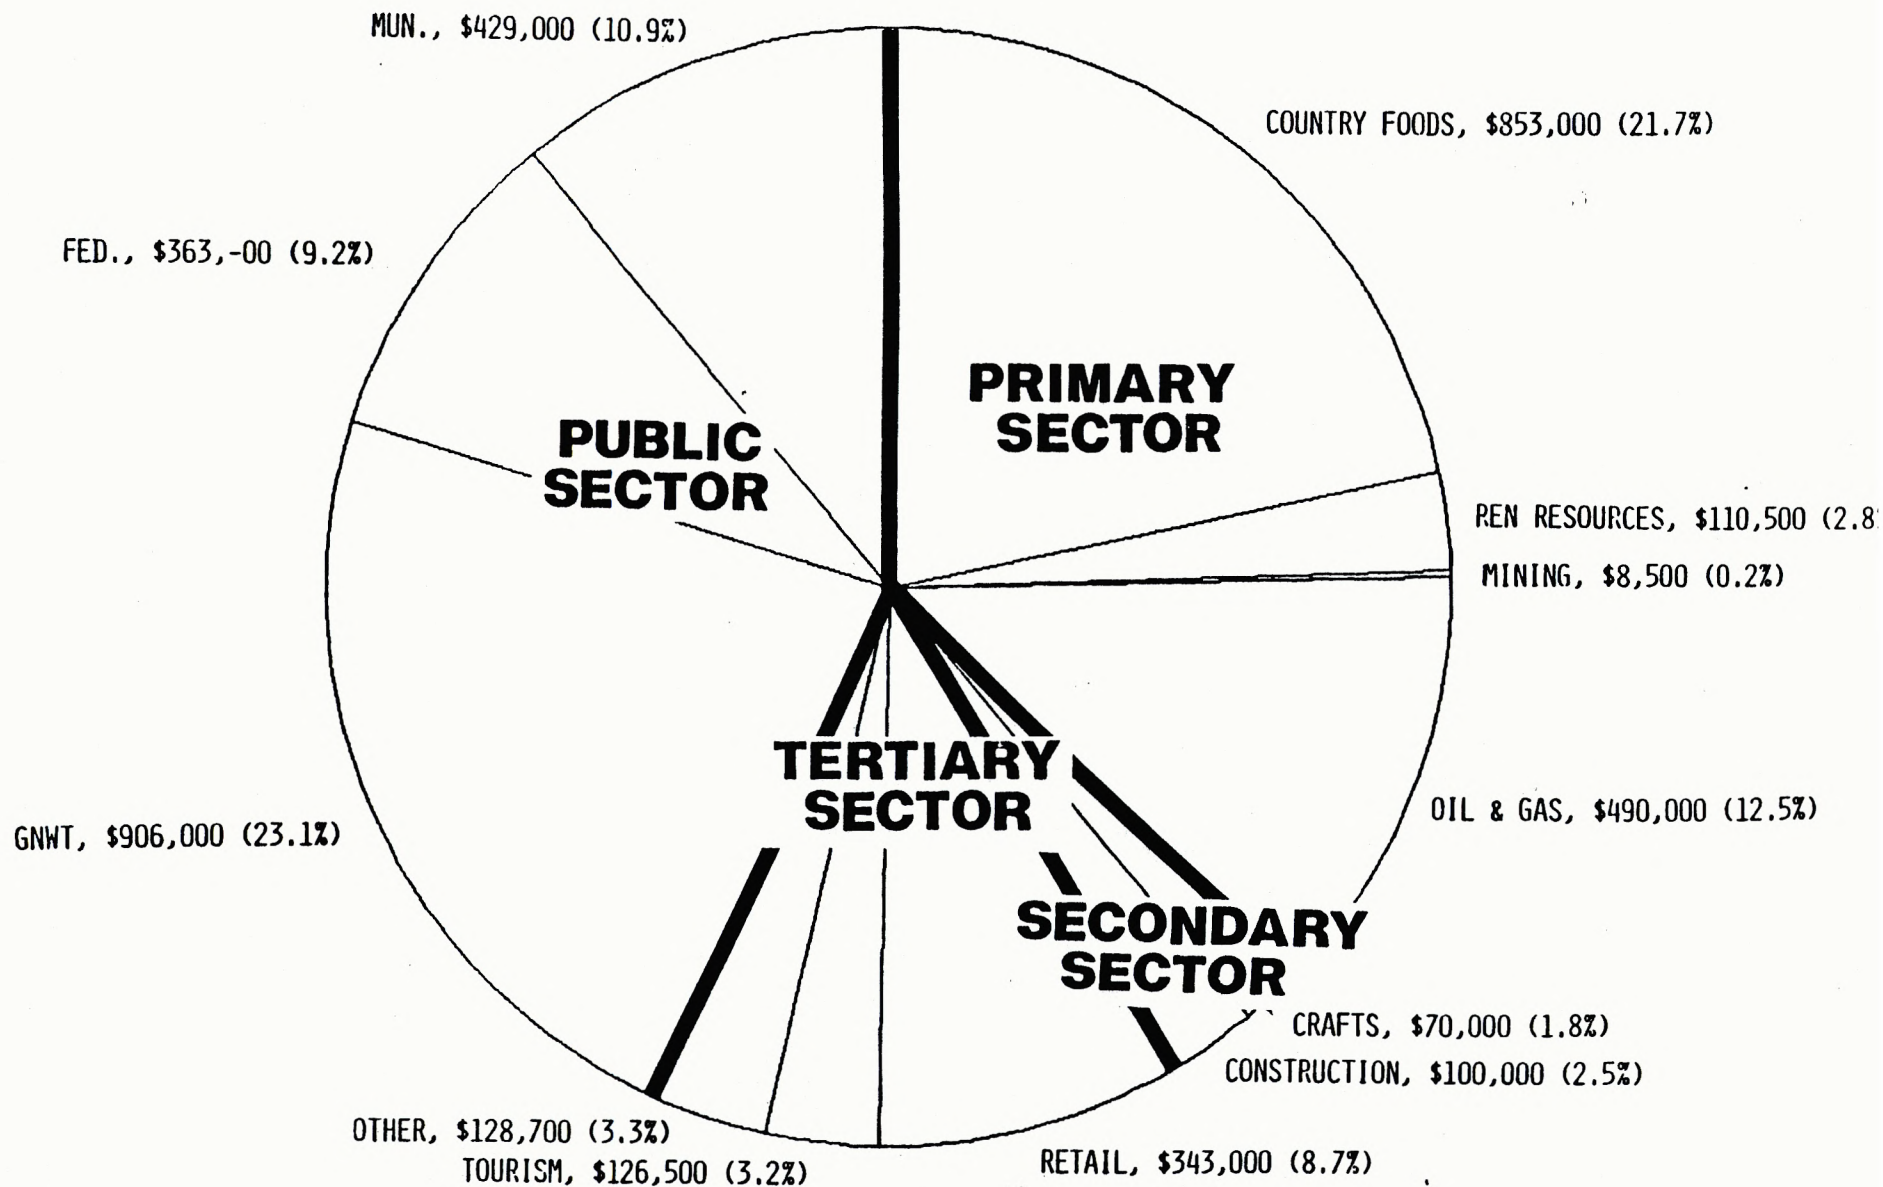 MUN., $429,000 (10.9%)
COUNTRY FOODS, $853,000 (21.7%)
FED., $363,-00 (9.2%)
PRIMARY
SECTOR
PUBLIC
SECTOR
REN RESOURCES, $110,500 (2.8
MINING, $8,500 (0.2%)
TERTIARY
SECTOR
OIL & GAS, $490,000 (12.5%)
GNWT, $906,000 (23.1%)
SECONDARY
SECTOR
CRAFTS, $70,000 (1.8%)
CONSTRUCTION, $100,000 (2.5%)
OTHER, $128,700 (3.3%)
TOURISM, $126,500 (3.2%)
RETAIL, $343,000 (8.7%)